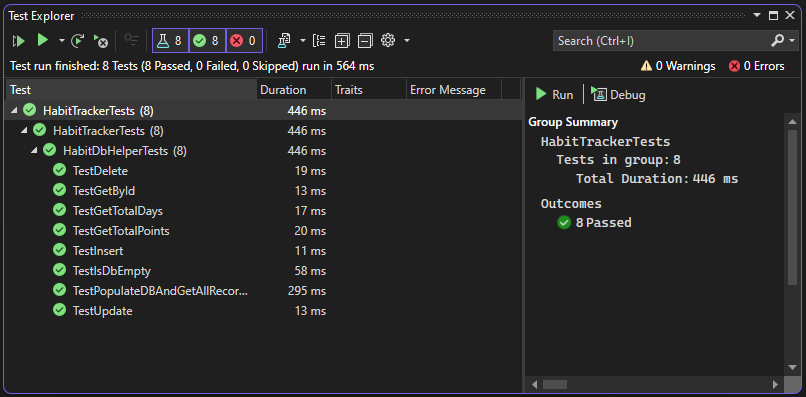 Test Explorer
8 8 0
Search (Ctrl+I)
Test run finished: 8 Tests (8 Passed, 0 Failed, 0 Skipped) run in 564 ms
0 Warnings 0 Errors
Test Duration Traits Error Message
HabitTrackerTests (8) 446 ms
HabitTrackerTests (8) 446 ms
HabitDbHelperTests (8) 446 ms
TestDelete 19 ms
TestGetById 13 ms
TestGetTotalDays 17 ms
TestGetTotalPoints 20 ms
TestInsert 11 ms
TestIsDbEmpty 58 ms
TestPopulateDBAndGetAllRecor... 295 ms
TestUpdate 13 ms
Run Debug
Group Summary
HabitTrackerTests
Tests in group: 8
Total Duration: 446 ms
Outcomes
8 Passed